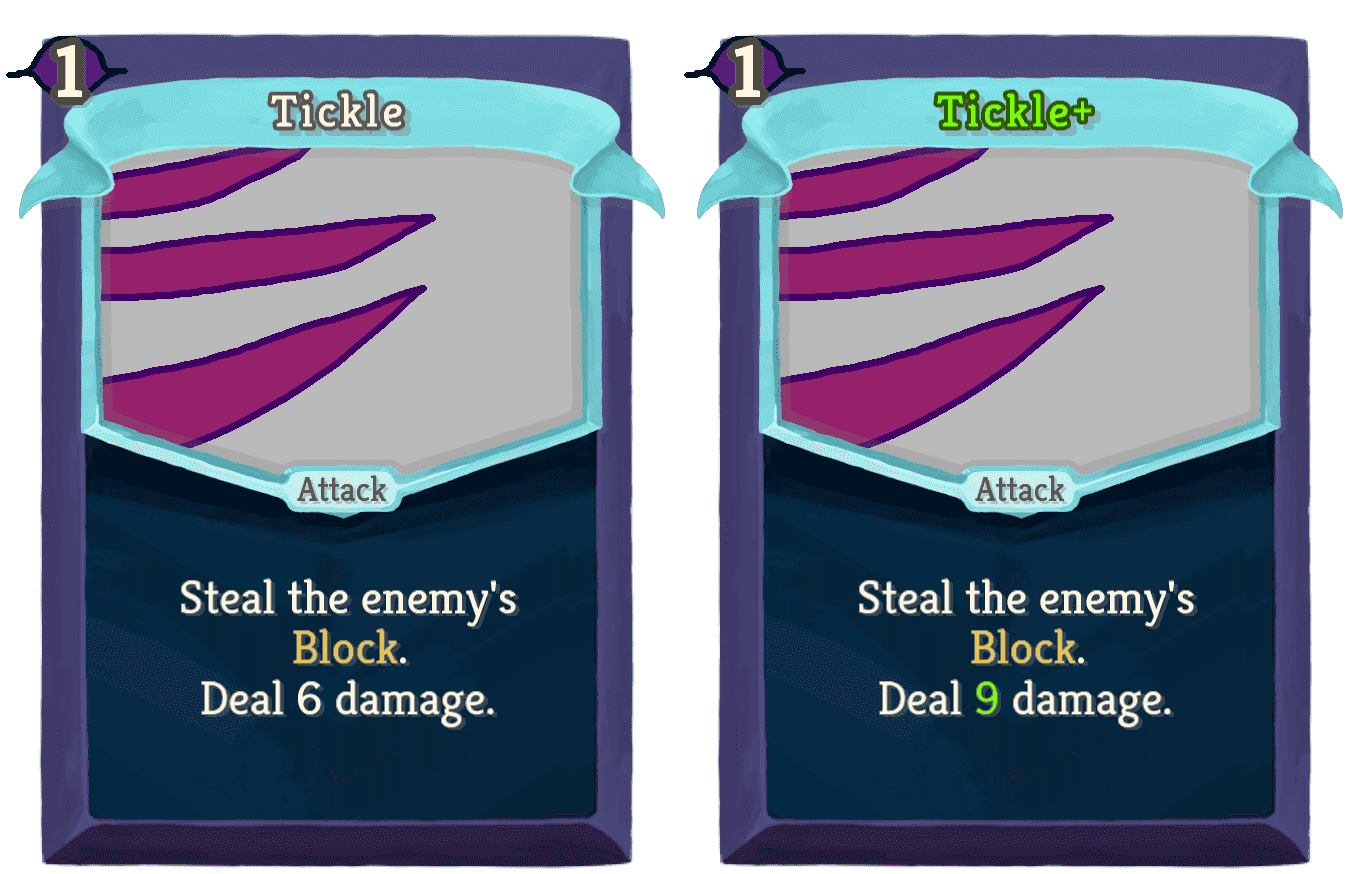 1
Tickle
Attack
Steal the enemy's
Block.
Deal 6 damage.
1
Tickle+
Attack
Steal the enemy's
Block.
Deal 9 damage.